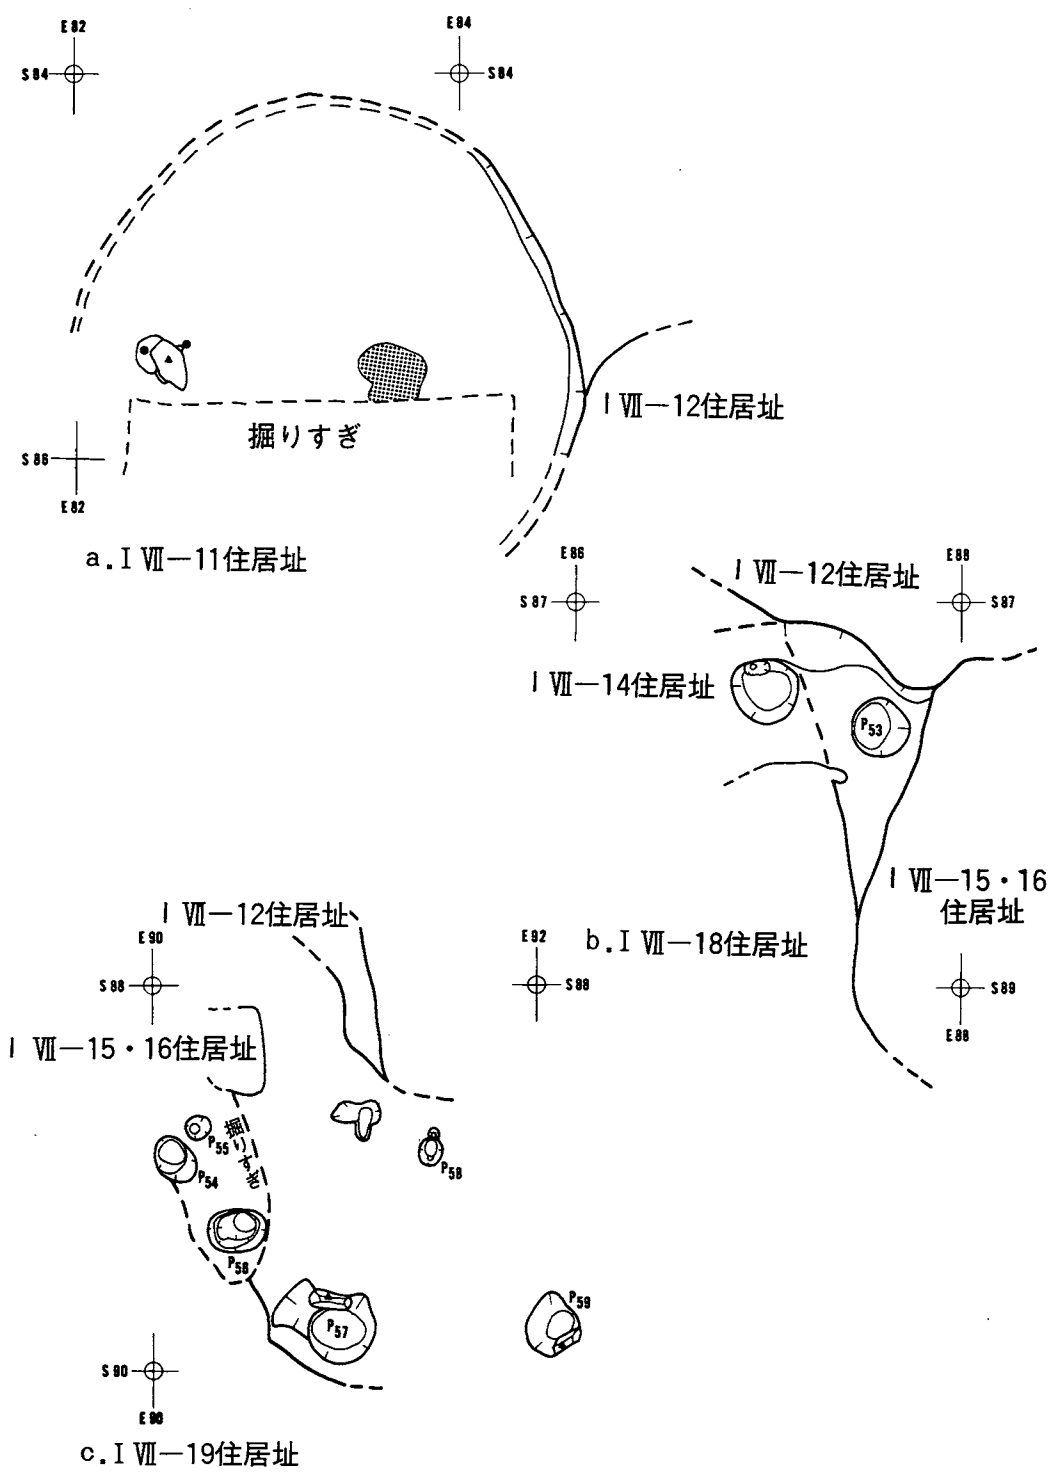 E82
E84
S84
S84
I Ⅶ−12住居址
掘りすぎ
S86
E82
a.I Ⅶ−11住居址
E86
E88
I Ⅶ−12住居址
S87
S87
I Ⅶ−14住居址
P53
I Ⅶ−15・16
住居址
b.I Ⅶ−18住居址
S89
E88
I Ⅶ−12住居址
E90
E92
S88
S88
I Ⅶ−15・16住居址
P55
掘りすぎ
P54
P58
P56
P57
P59
S90
E90
c.I Ⅶ−19住居址